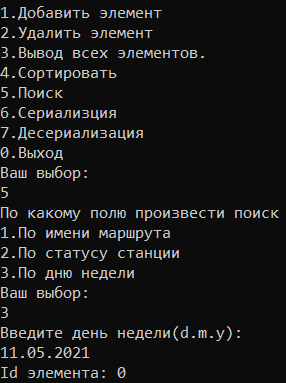 1.Добавить элемент
2.Удалить элемент
3.Вывод всех элементов.
4.Сортировать
5.Поиск
6.Сериализция
7.Десериализация
0.Выход
Ваш выбор:
5
По какому полю произвести поиск
1.По имени маршрута
2.По статусу станции
3.По дню недели
Ваш выбор:
3
Введите день недели(d.m.y):
11.05.2021
Id элемента: 0